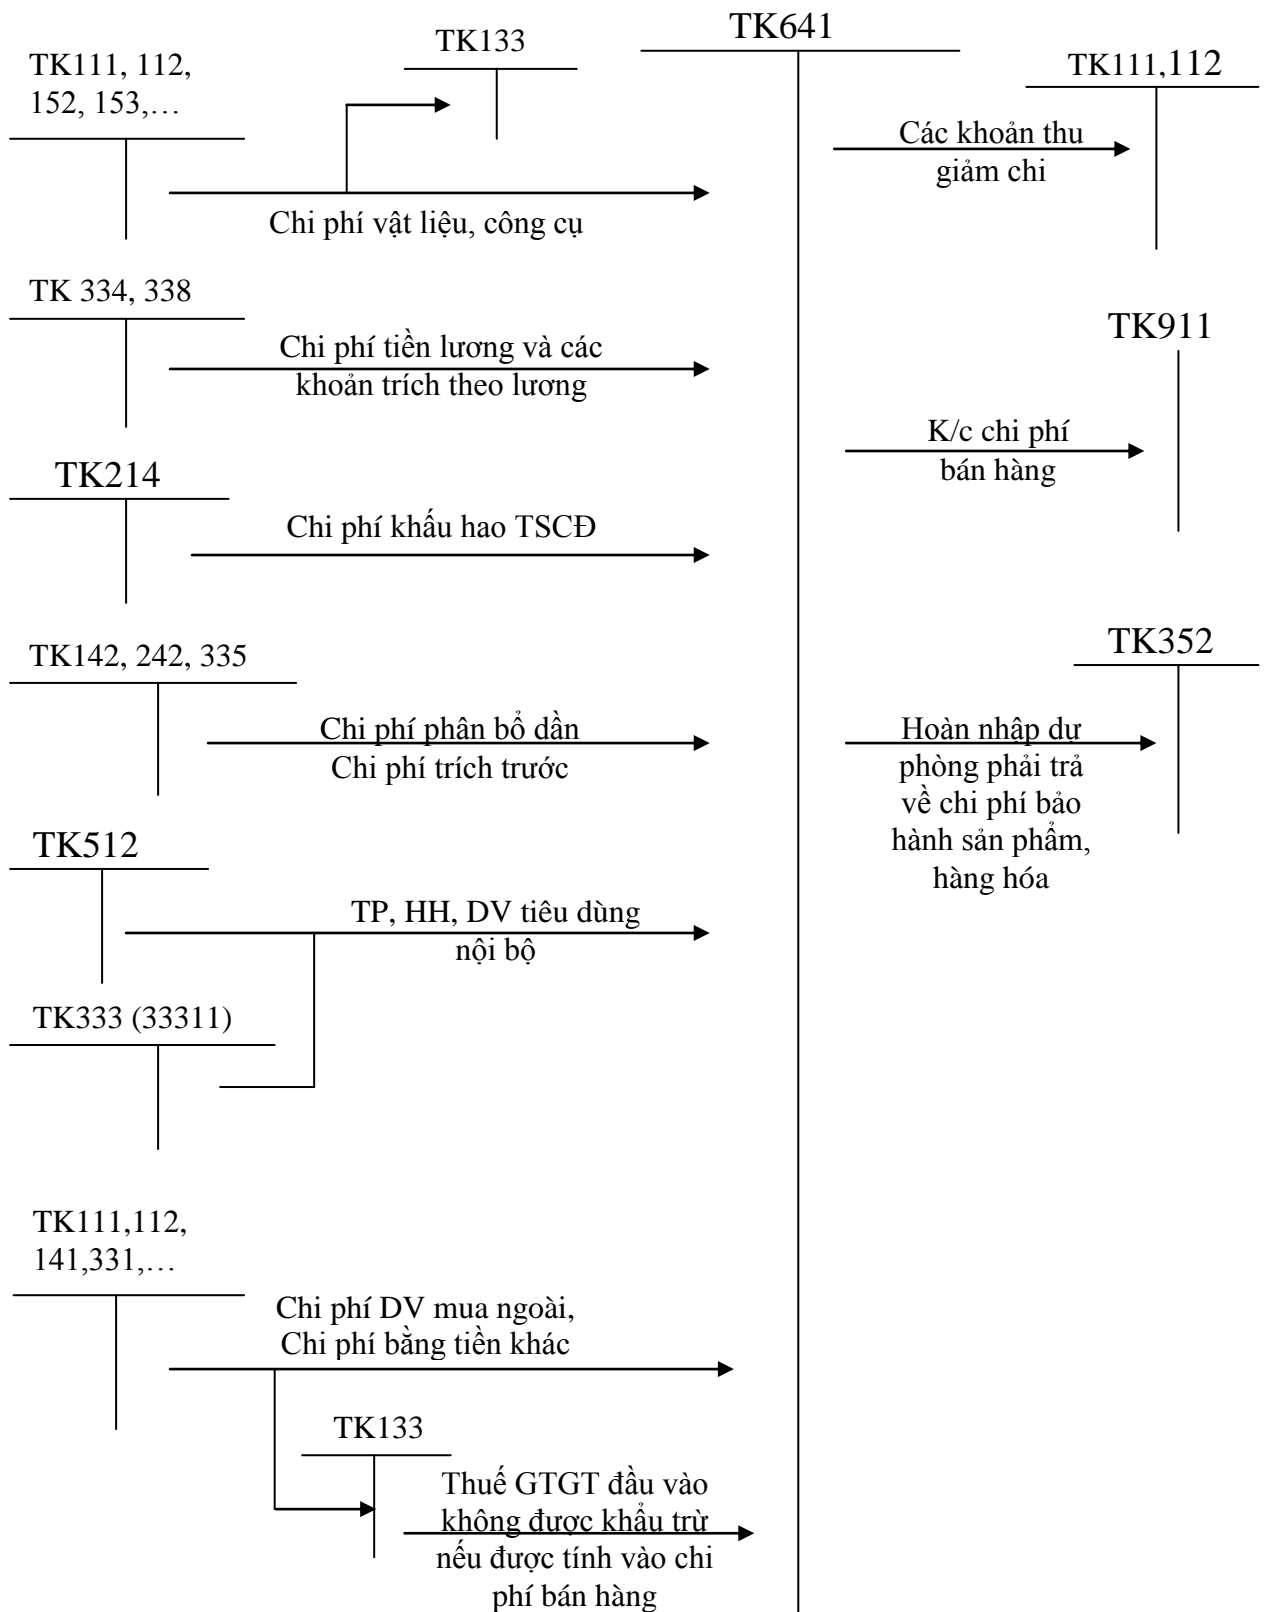 TK641
TK133
TK111, 112,
152, 153,…
TK111,112
Các khoản thu
giảm chi
Chi phí vật liệu, công cụ
TK 334, 338
TK911
Chi phí tiền lương và các
khoản trích theo lương
K/c chi phí
bán hàng
TK214
Chi phí khấu hao TSCĐ
TK142, 242, 335
TK352
Chi phí phân bổ dần
Chi phí trích trước
Hoàn nhập dự
phòng phải trả
về chi phí bảo
hành sản phẩm,
hàng hóa
TK512
TP, HH, DV tiêu dùng
nội bộ
TK333 (33311)
TK111,112,
141,331,…
Chi phí DV mua ngoài,
Chi phí bằng tiền khác
TK133
Thuế GTGT đầu vào
không được khấu trừ
nếu được tính vào chi
phí bán hàng